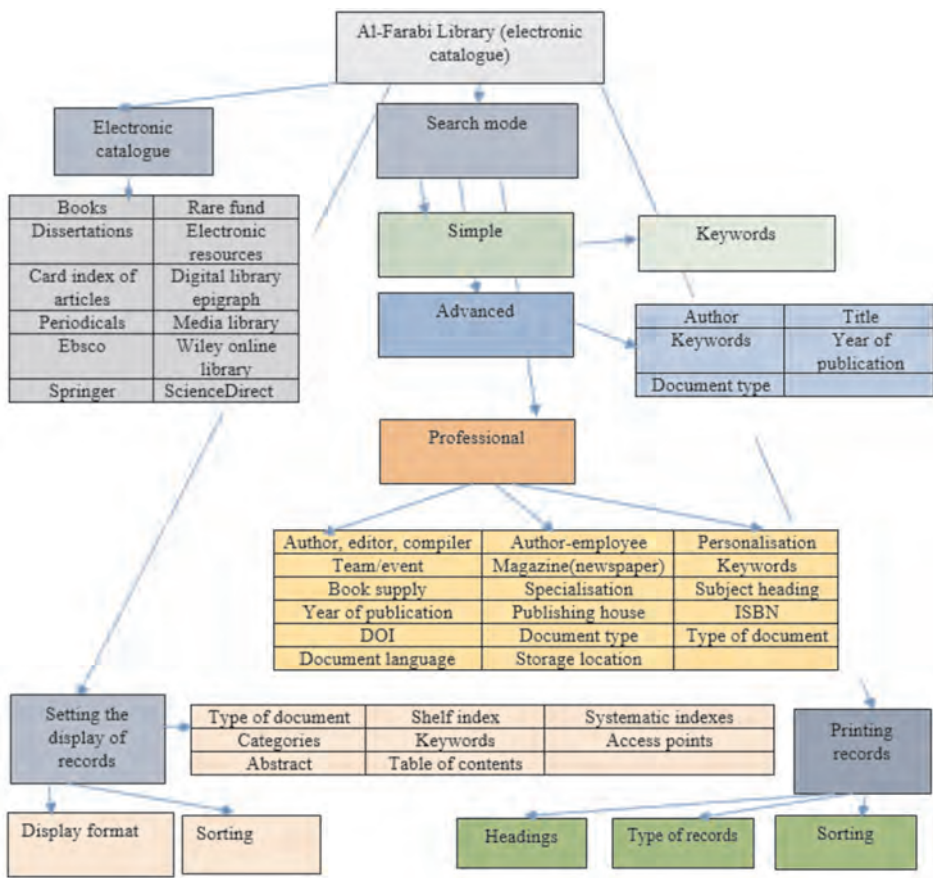 Al-Farabi Library (electronic
catalogue)
Electronic
catalogue
Search mode
Books
Rare fund
Dissertations
Electronic
resources
Card index of
articles
Digital library
epigraph
Periodicals
Media library
Ebsco
Wiley online
library
Springer
ScienceDirect
Simple
Keywords
Advanced
Author
Title
Keywords
Year of
publication
Document type
Professional
Author, editor, compiler
Author-employee
Personalisation
Team/event
Magazine(newspaper)
Keywords
Book supply
Specialisation
Subject heading
Year of publication
Publishing house
ISBN
DOI
Document type
Type of document
Document language
Storage location
Setting the
display of
records
Type of document
Shelf index
Systematic indexes
Categories
Keywords
Access points
Abstract
Table of contents
Printing
records
Display format
Sorting
Headings
Type of records
Sorting